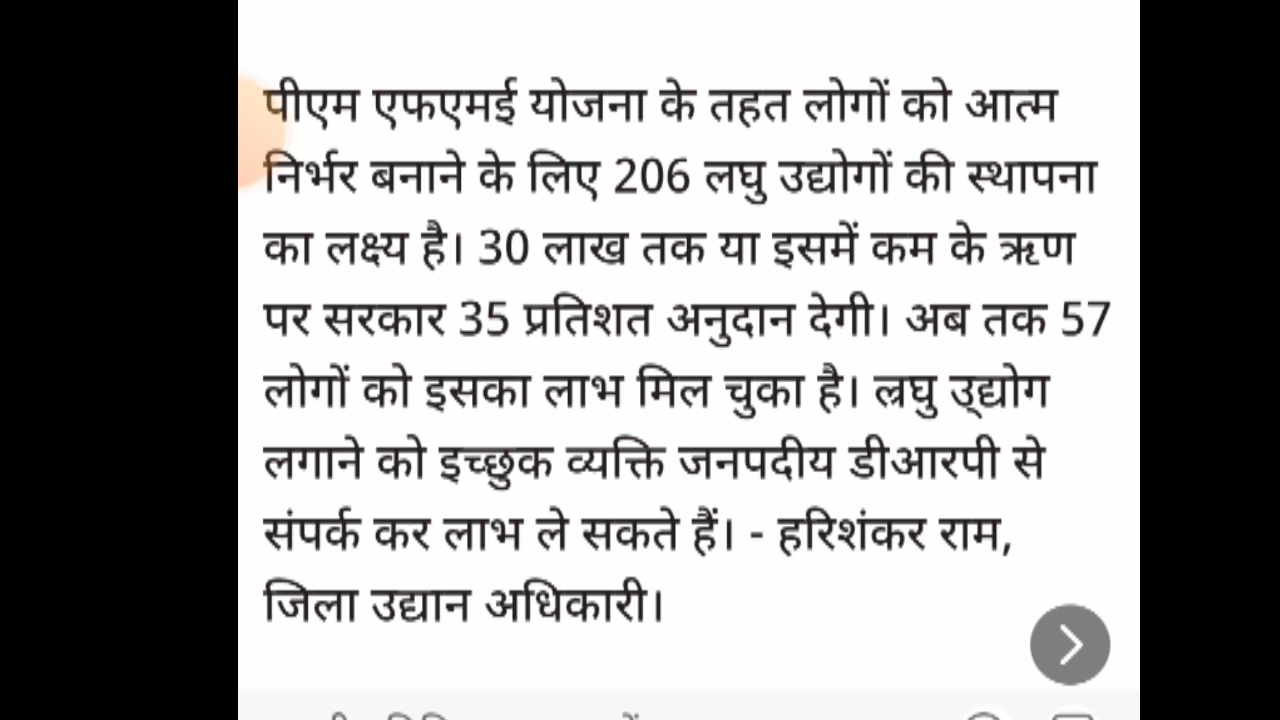 पीएम एफएमई योजना के तहत लोगों को आत्म
निर्भर बनाने के लिए 206 लघु उद्योगों की स्थापना
का लक्ष्य है। 30 लाख तक या इसमें कम के ऋण
पर सरकार 35 प्रतिशत अनुदान देगी। अब तक 57
लोगों को इसका लाभ मिल चुका है। लघु उ्द्योग
लगाने को इच्छुक व्यक्ति जनपदीय डीआरपी से
संपर्क कर लाभ ले सकते हैं। - हरिशंकर राम,
जिला उद्यान अधिकारी।